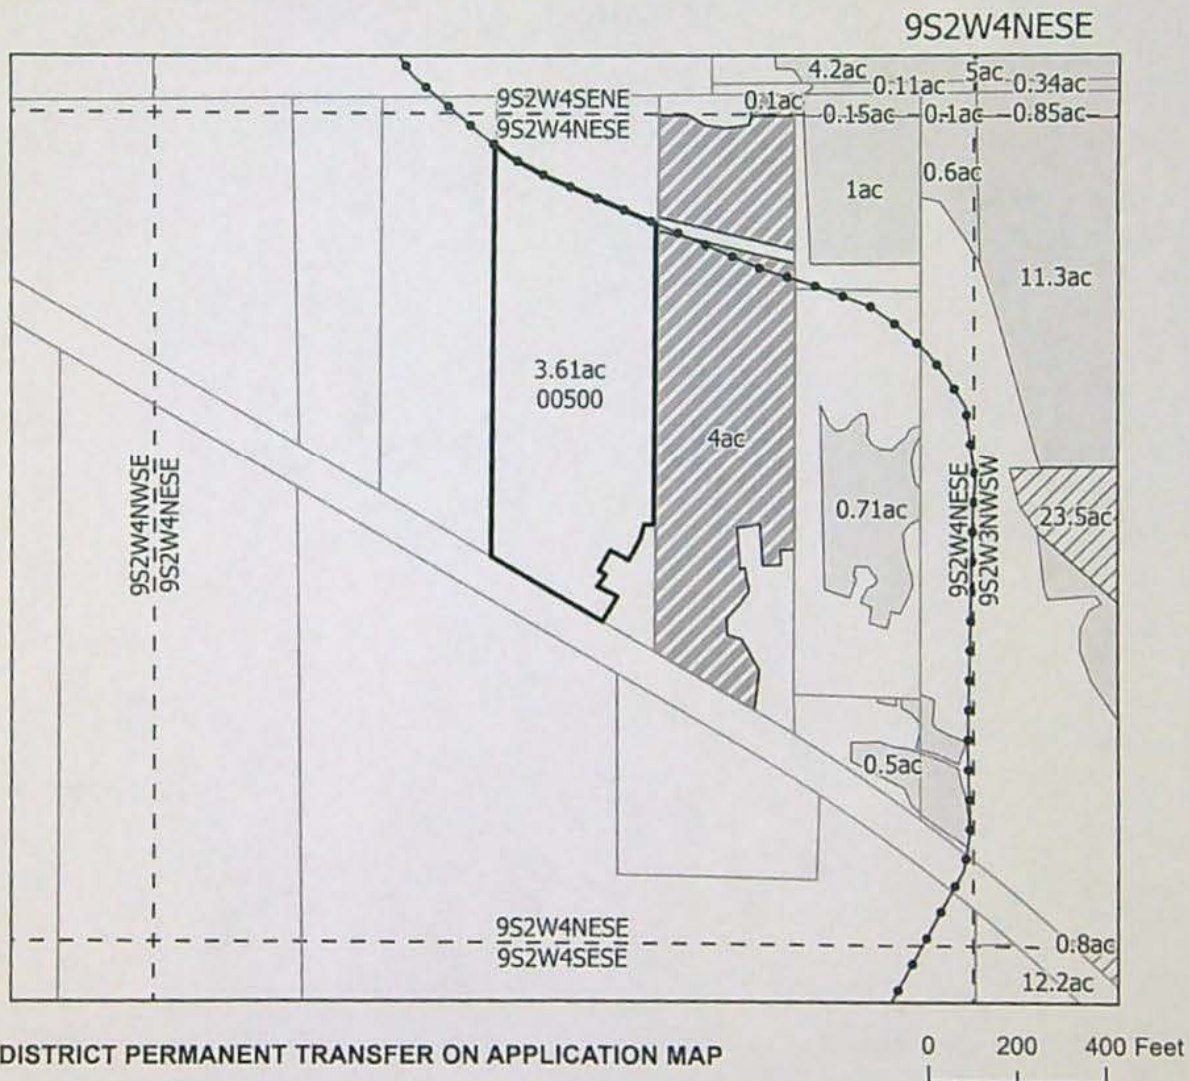 9S2W4NESE
4.2ac
5ac
0.11ac
0.34ac
9S2W4SENE
0.1ac
9S2W4NESE
0.15ac
0.1ac
0.85ac
0.6ac
1ac
11.3ac
3.61ac
00500
4ac
9S2W4NWSE
9S2W4NESE
0.71ac
9S2W4NESE
9S2W3NWSW
23.5ac
0.5ac
9S2W4NESE
9S2W4SESE
0.8ac
12.2ac
DISTRICT PERMANENT TRANSFER ON APPLICATION MAP
0 200 400 Feet